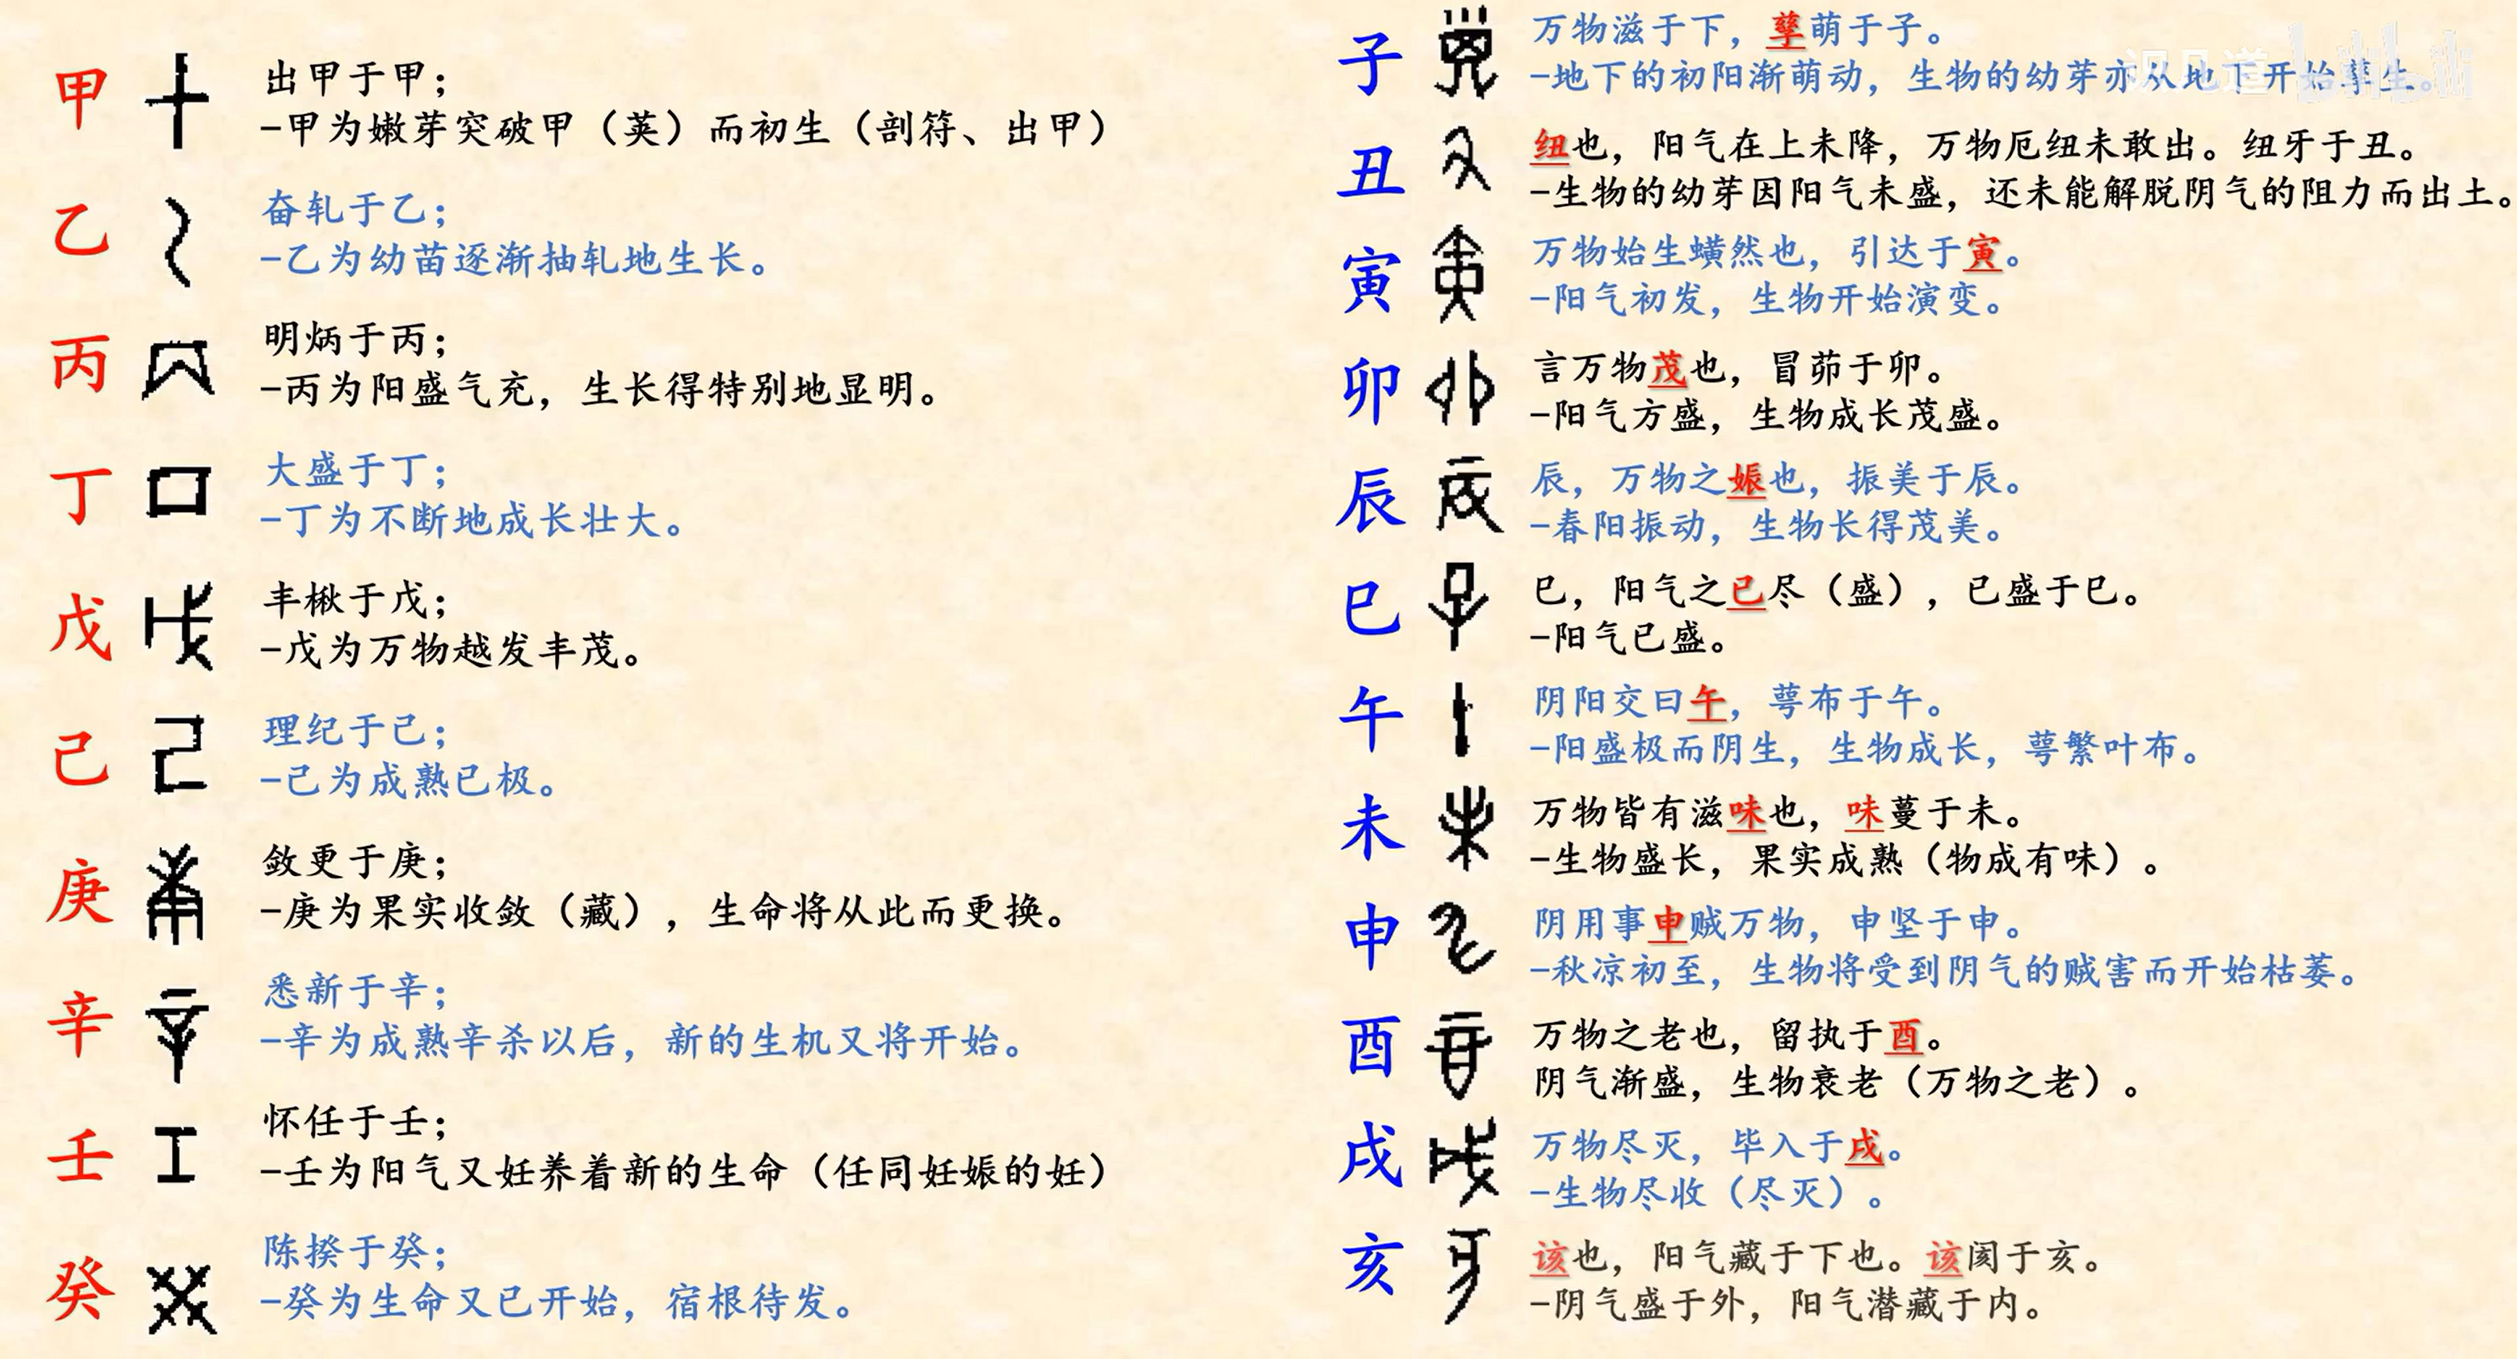 甲
出甲于甲；
-甲为嫩芽突破甲（荚）而初生（剖符、出甲）
乙
奋轧于乙；
-乙为幼苗逐渐抽轧地生长。
丙
明炳于丙；
-丙为阳盛气充，生长得特别地显明。
丁
大盛于丁；
-丁为不断地成长壮大。
戊
丰楙于戊；
-戊为万物越发丰茂。
己
理纪于己；
-己为成熟已极。
庚
敛更于庚；
-庚为果实收敛（藏），生命将从此而更换。
辛
悉新于辛；
-辛为成熟辛杀以后，新的生机又将开始。
壬
怀任于壬；
-壬为阳气又妊养着新的生命（任同妊娠的妊）
癸
陈揆于癸；
-癸为生命又已开始，宿根待发。
子
万物滋于下，孳萌于子。
-地下的初阳渐萌动，生物的幼芽亦从地下开始孳生。
丑
纽也，阳气在上未降，万物厄纽未敢出。纽牙于丑。
-生物的幼芽因阳气未盛，还未能解脱阴气的阻力而出土。
寅
万物始生螾然也，引达于寅。
-阳气初发，生物开始演变。
卯
言万物茂也，冒茆于卯。
-阳气方盛，生物成长茂盛。
辰
辰，万物之娠也，振美于辰。
-春阳振动，生物长得茂美。
巳
巳，阳气之已尽（盛），已盛于巳。
-阳气已盛。
午
阴阳交曰午，萼布于午。
-阳盛极而阴生，生物成长，萼繁叶布。
未
万物皆有滋味也，味蔓于未。
-生物盛长，果实成熟（物成有味）。
申
阴用事申贼万物，申坚于申。
-秋凉初至，生物将受到阴气的贼害而开始枯萎。
酉
万物之老也，留执于酉。
阴气渐盛，生物衰老（万物之老）。
戌
万物尽灭，毕入于戌。
-生物尽收（尽灭）。
亥
该也，阳气藏于下也。该阂于亥。
-阴气盛于外，阳气潜藏于内。